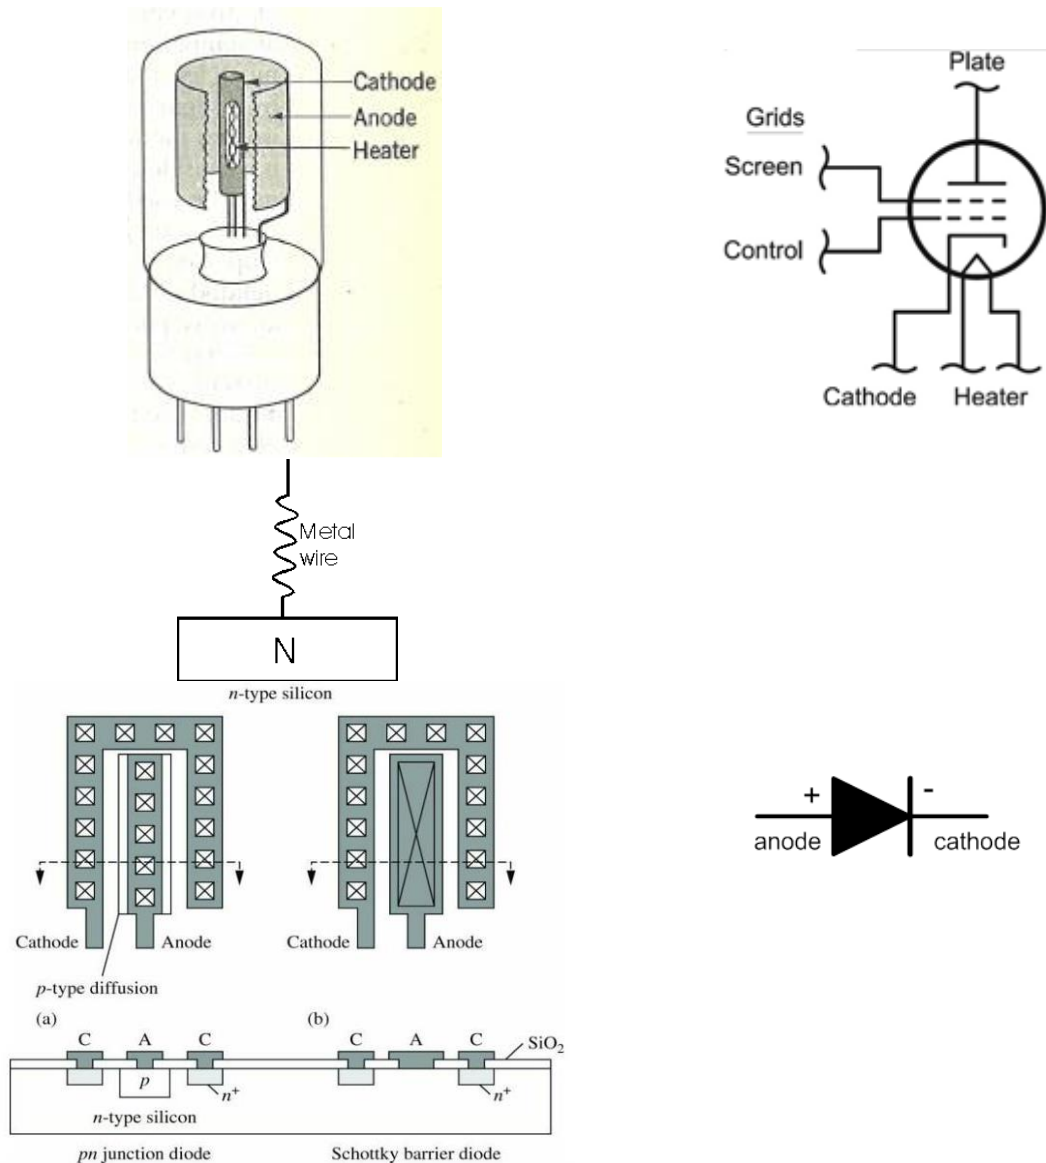 Cathode
Anode
Heater
Plate
Grids
Screen
Control
Cathode Heater
Metal
wire
N
n-type silicon
Cathode Anode
Cathode Anode
p-type diffusion
(a) (b)
C A C C A C
SiO2
p
n+ n+
n-type silicon
pn junction diode Schottky barrier diode
+ -
anode cathode